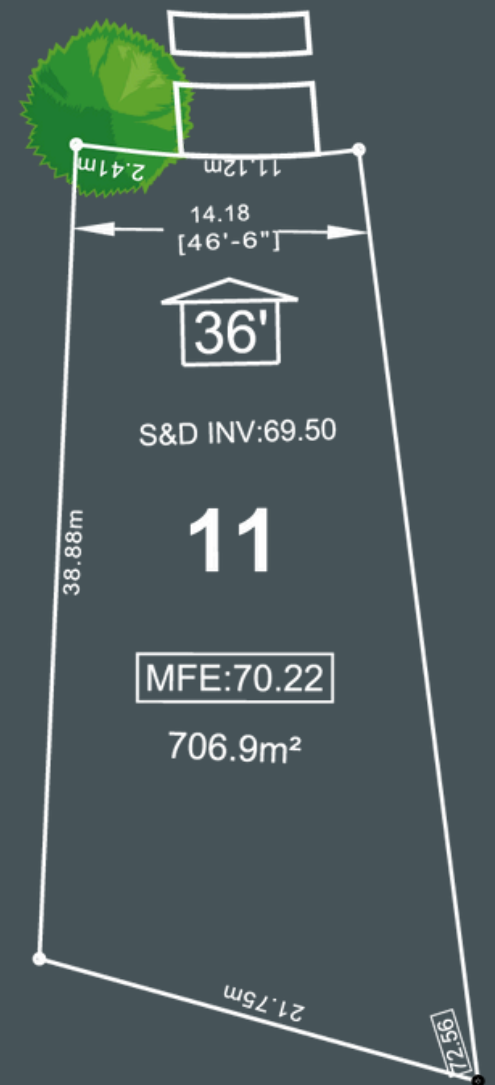 2.41m
11.12m
14.18
[46'-6"]
36'
S&D INV:69.50
11
38.88m
MFE:70.22
706.9m²
21.75m
72.56